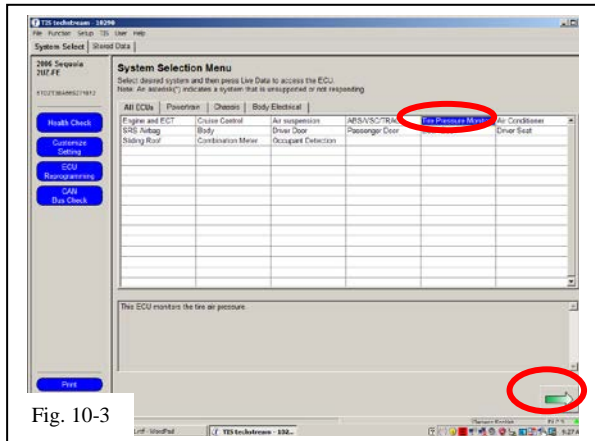 TIS techstream - 10290
File Function Setup TIS User Help
System Select Stored Data
2006 Sequoia
2UZ-FE
System Selection Menu
Select desired system and then press Live Data to access the ECU.
Note: An asterisk(*) indicates a system that is unsupported or not responding.
All ECUs Powertrain Chassis Body Electrical
Engine and ECT Cruise Control Air suspension ABS/VSC/TRAC Tire Pressure Monitor Air Conditioner
SRS Airbag Body Driver Door Passenger Door Driver Seat
Sliding Roof Combination Meter Occupant Detection
Health Check
Customize
Setting
ECU
Reprogramming
CAN
Bus Check
This ECU monitors the tire air pressure.
Print
Fig. 10-3
WordPad TIS techstream - 102...